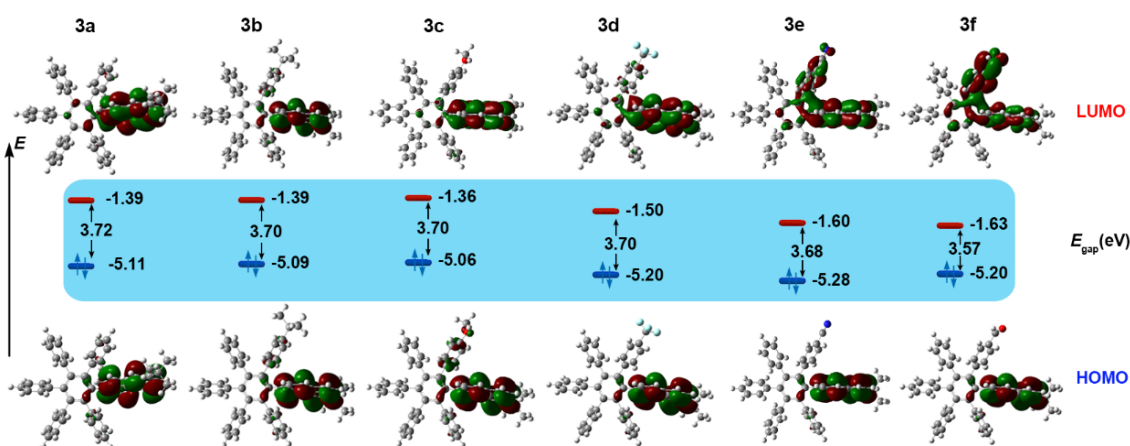 3a 3b 3c 3d 3e 3f
LUMO
E
-1.39 -1.39 -1.36 -1.50 -1.60 -1.63
3.72 3.70 3.70 3.70 3.68 3.57 Egap(eV)
-5.11 -5.09 -5.06 -5.20 -5.28 -5.20
HOMO